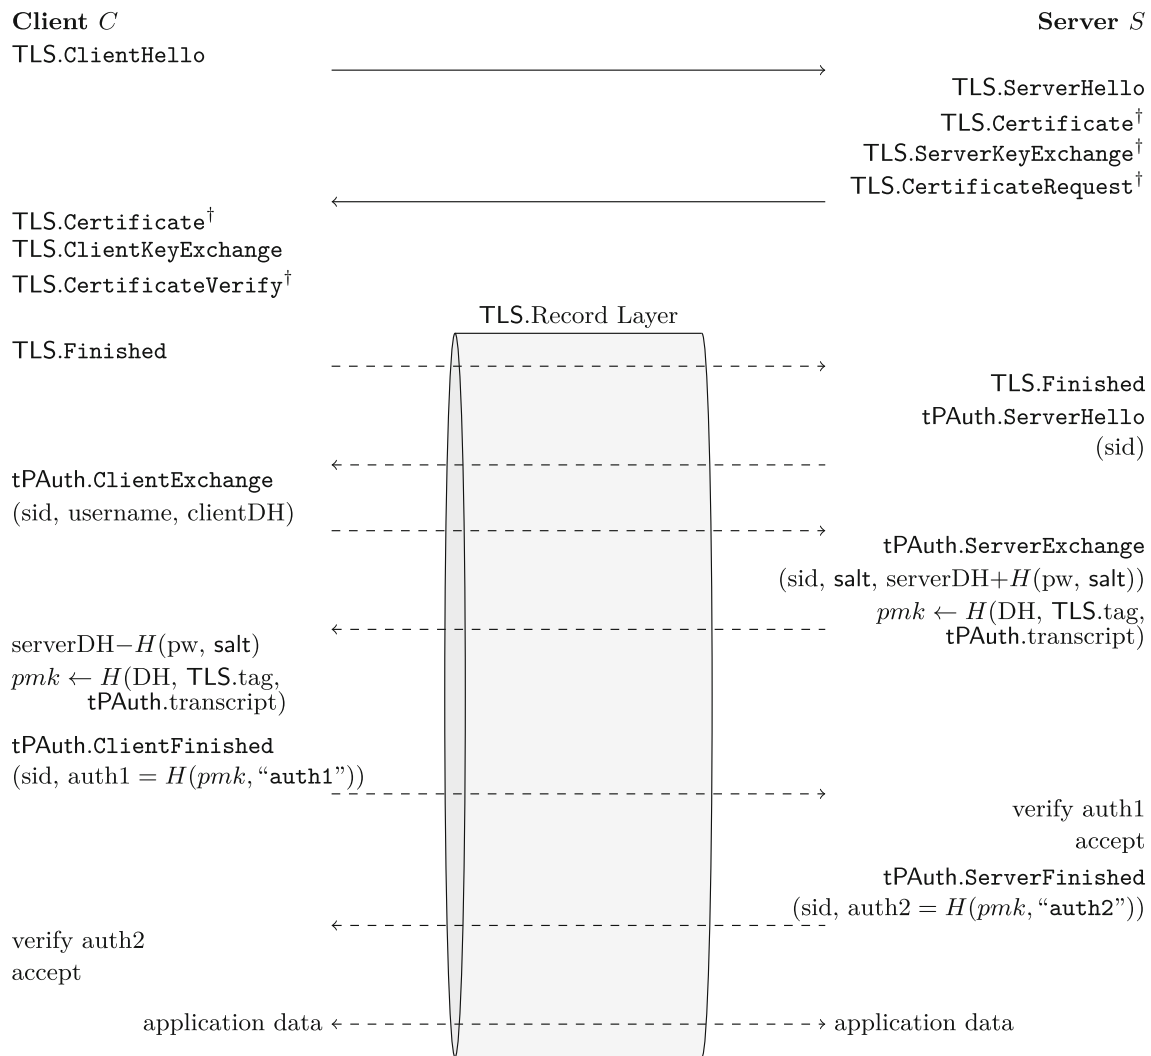 Client C
Server S
TLS.ClientHello
TLS.ServerHello
TLS.Certificate†
TLS.ServerKeyExchange†
TLS.CertificateRequest†
TLS.Certificate†
TLS.ClientKeyExchange
TLS.CertificateVerify†
TLS.Record Layer
TLS.Finished
TLS.Finished
tPAuth.ServerHello
(sid)
tPAuth.ClientExchange
(sid, username, clientDH)
tPAuth.ServerExchange
(sid, salt, serverDH+H(pw, salt))
pmk ← H(DH, TLS.tag,
tPAuth.transcript)
serverDH−H(pw, salt)
pmk ← H(DH, TLS.tag,
tPAuth.transcript)
tPAuth.ClientFinished
(sid, auth1 = H(pmk, “auth1”))
verify auth1
accept
tPAuth.ServerFinished
(sid, auth2 = H(pmk, “auth2”))
verify auth2
accept
application data
application data